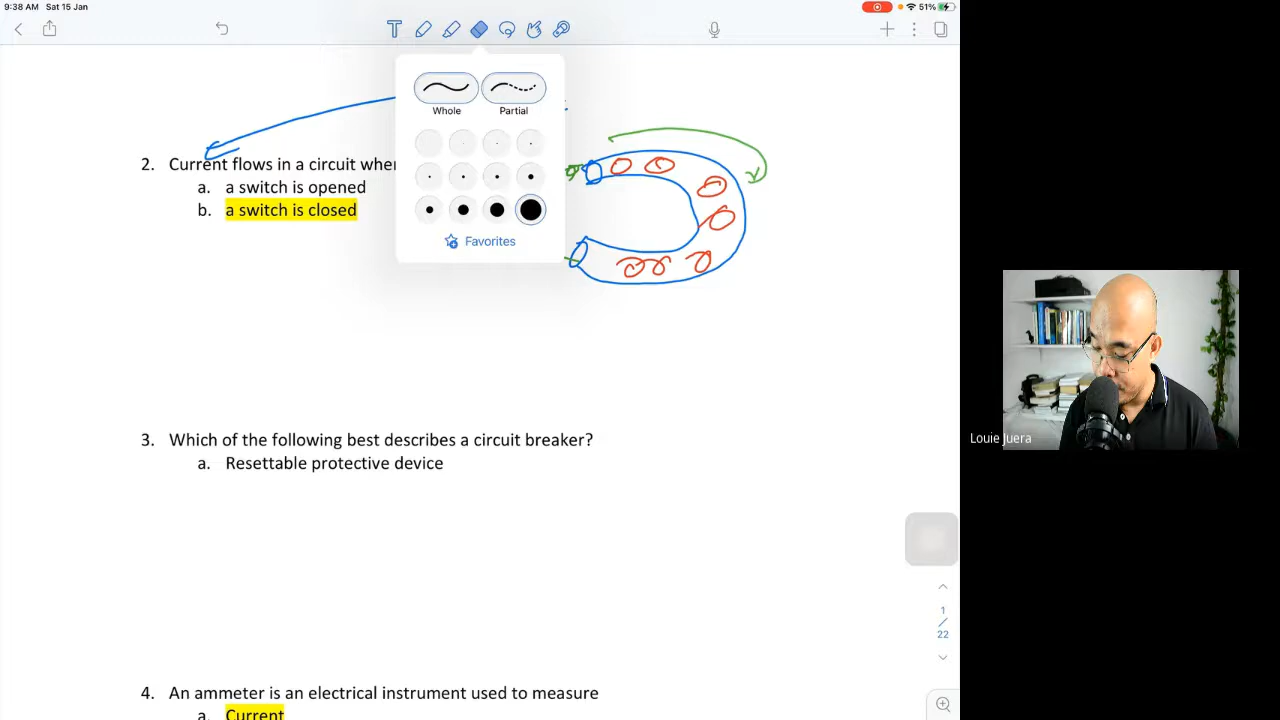 9:38 AM Sat 15 Jan
51%
T
Whole
Partial
Favorites
2. Current flows in a circuit whe
a. a switch is opened
b. a switch is closed
Louie Juera
3. Which of the following best describes a circuit breaker?
a. Resettable protective device
1
/
22
4. An ammeter is an electrical instrument used to measure
a. Current